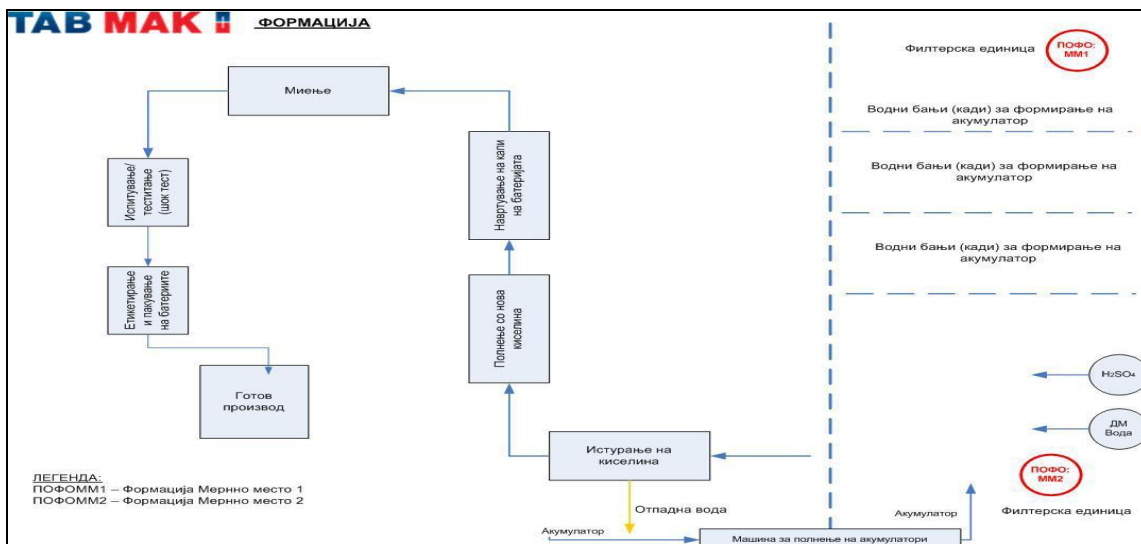 TAB MAK
ФОРМАЦИЈА
Филтерска единица
ПОФО:
ММ1
Миење
Водни бањи (кади) за формирање на
акумулатор
Водни бањи (кади) за формирање на
акумулатор
Водни бањи (кади) за формирање на
акумулатор
Испитување/
теститање
(шок тест)
Навртување на капи
на батеријата
Етикетирање
и пакување
на батериите
Полнење со нова
киселина
Готов
производ
H₂SO₄
ДМ
Вода
Истурање на
киселина
ПОФО:
ММ2
ЛЕГЕНДА:
ПОФОММ1 – Формација Мернно место 1
ПОФОММ2 – Формација Мернно место 2
Отпадна вода
Акумулатор
Филтерска единица
Акумулатор
Машина за полнење на акумулатори